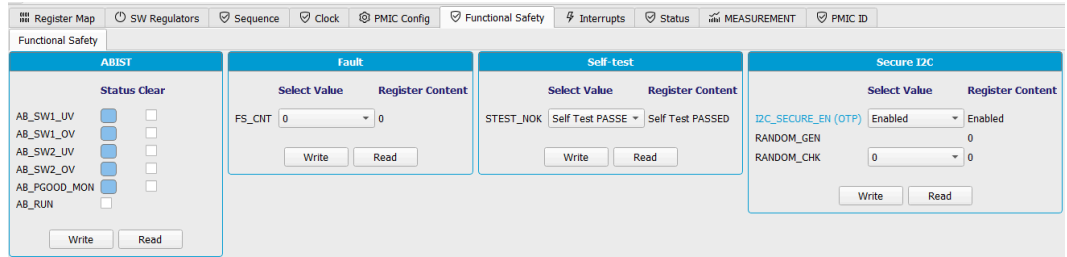 Register Map SW Regulators Sequence Clock PMIC Config Functional Safety Interrupts Status MEASUREMENT PMIC ID
Functional Safety
ABIST
Status Clear
AB_SW1_UV
AB_SW1_OV
AB_SW2_UV
AB_SW2_OV
AB_PGOOD_MON
AB_RUN
Write Read
Fault
Select Value Register Content
FS_CNT 0 0
Write Read
Self-test
Select Value Register Content
STEST_NOK Self Test PASSE Self Test PASSED
Write Read
Secure I2C
Select Value Register Content
I2C_SECURE_EN (OTP) Enabled Enabled
RANDOM_GEN 0
RANDOM_CHK 0 0
Write Read